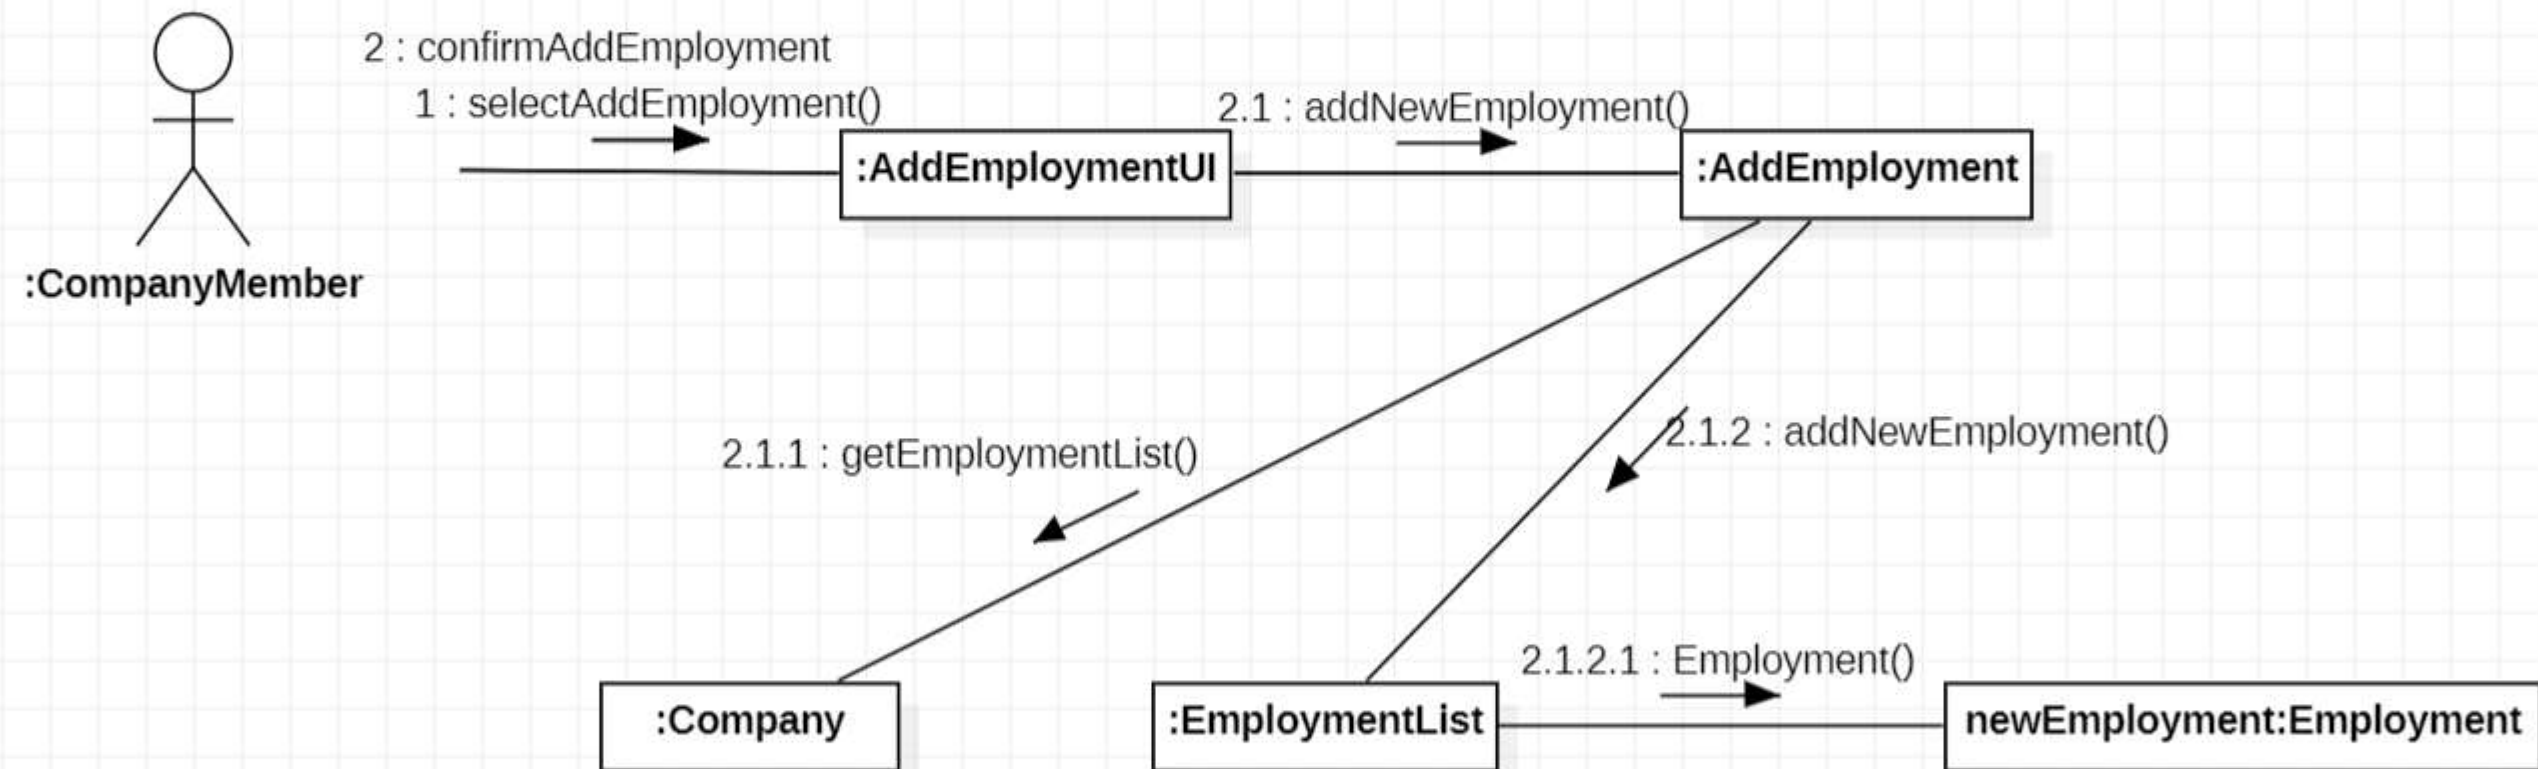 2 : confirmAddEmployment
1 : selectAddEmployment()
2.1 : addNewEmployment()
:AddEmploymentUI
:AddEmployment
:CompanyMember
2.1.1 : getEmploymentList()
2.1.2 : addNewEmployment()
2.1.2.1 : Employment()
:Company
:EmploymentList
newEmployment:Employment